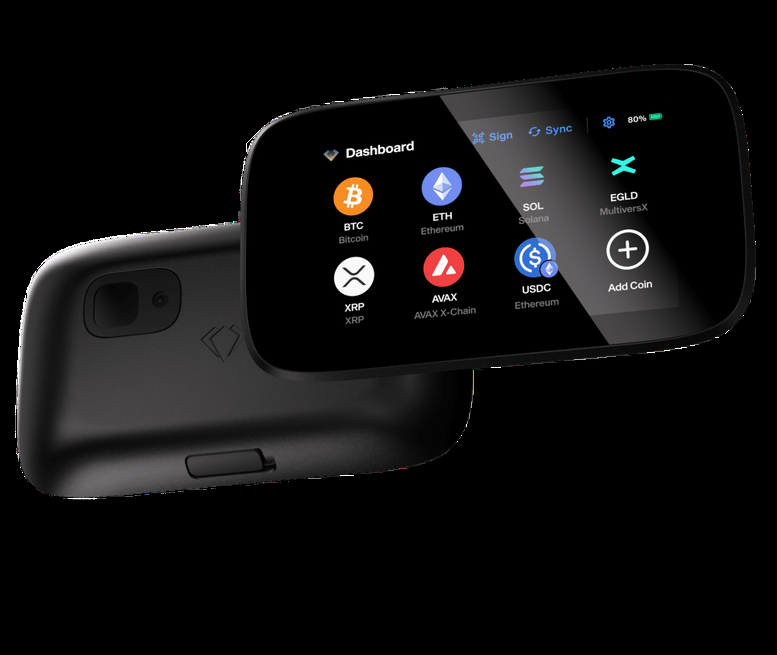 Dashboard
Sign
Sync
80%
BTC
Bitcoin
ETH
Ethereum
SOL
Solana
EGLD
MultiversX
XRP
XRP
AVAX
AVAX X-Chain
USDC
Ethereum
Add Coin